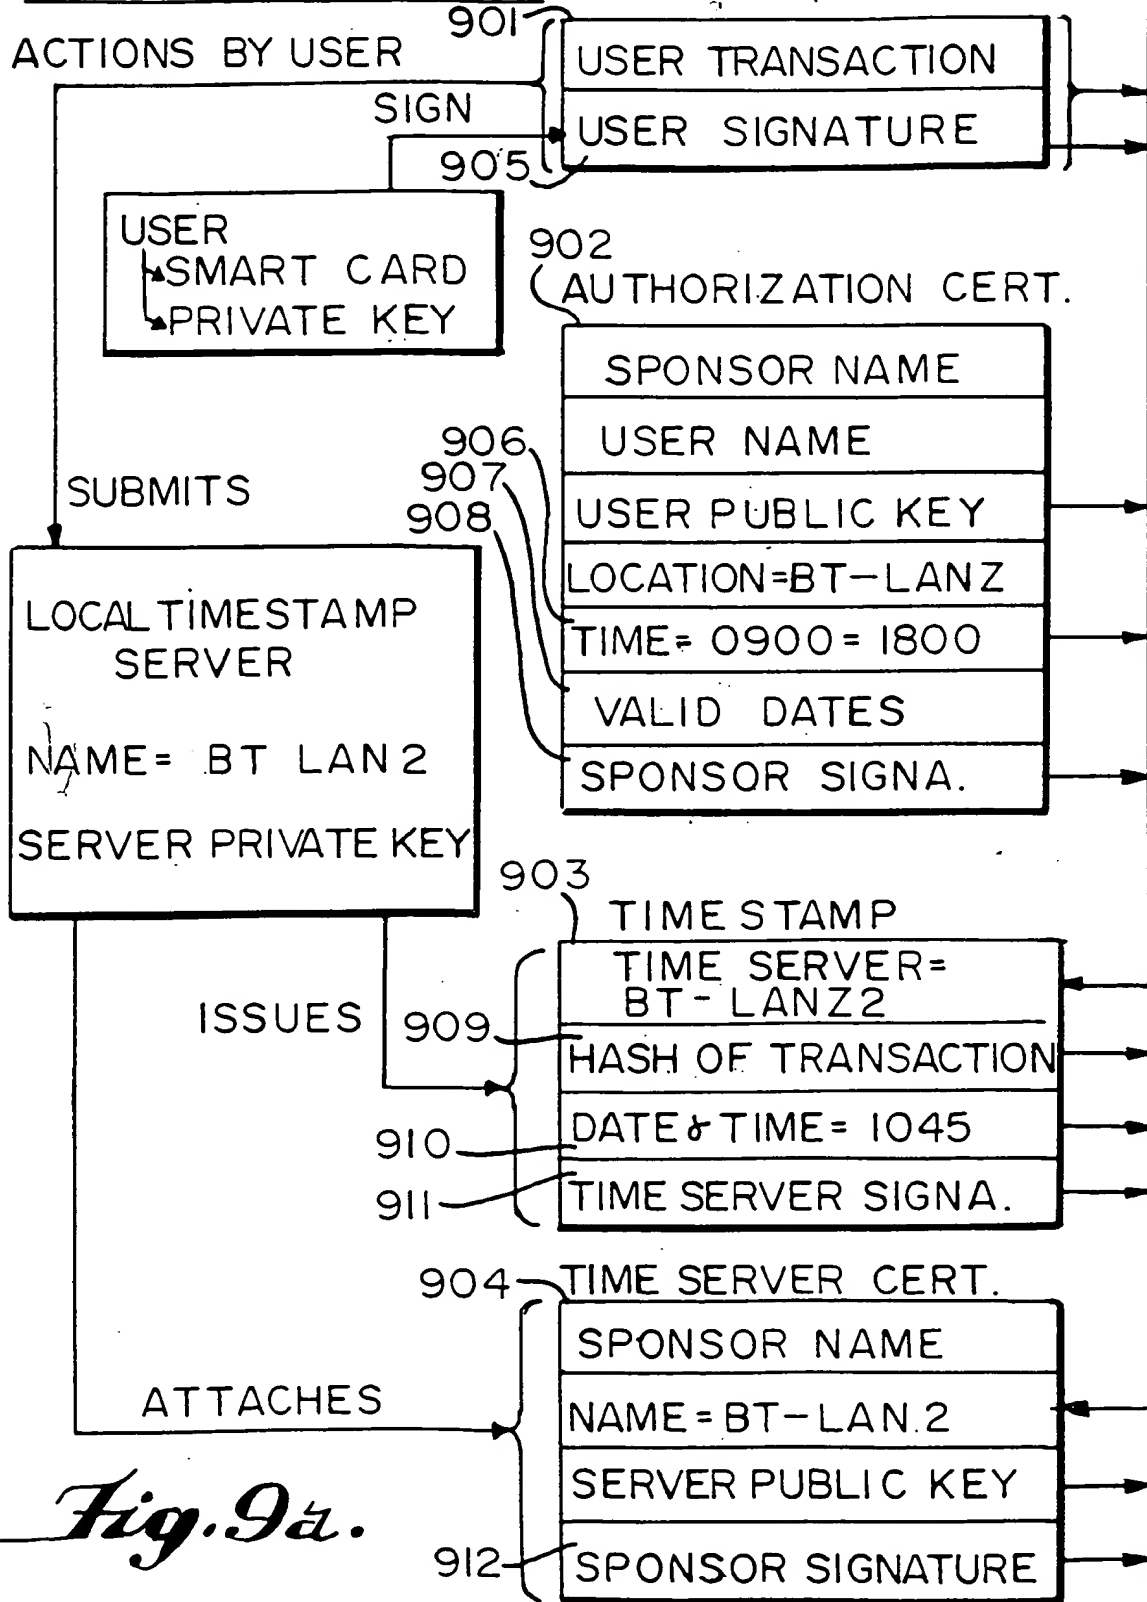 901
ACTIONS BY USER
USER TRANSACTION
SIGN
USER SIGNATURE
905
USER
SMART CARD
PRIVATE KEY
902
AUTHORIZATION CERT.
SPONSOR NAME
906
USER NAME
907
SUBMITS
USER PUBLIC KEY
908
LOCATION=BT-LANZ
LOCAL TIMESTAMP
SERVER
TIME= 0900 = 1800
VALID DATES
NAME= BT LAN 2
SPONSOR SIGNA.
SERVER PRIVATE KEY
903
TIME STAMP
TIME SERVER=
BT- LANZ2
ISSUES
909
HASH OF TRANSACTION
910
DATE & TIME= 1045
911
TIME SERVER SIGNA.
904
TIME SERVER CERT.
SPONSOR NAME
ATTACHES
NAME=BT-LAN.2
SERVER PUBLIC KEY
Fig. 9a.
912
SPONSOR SIGNATURE